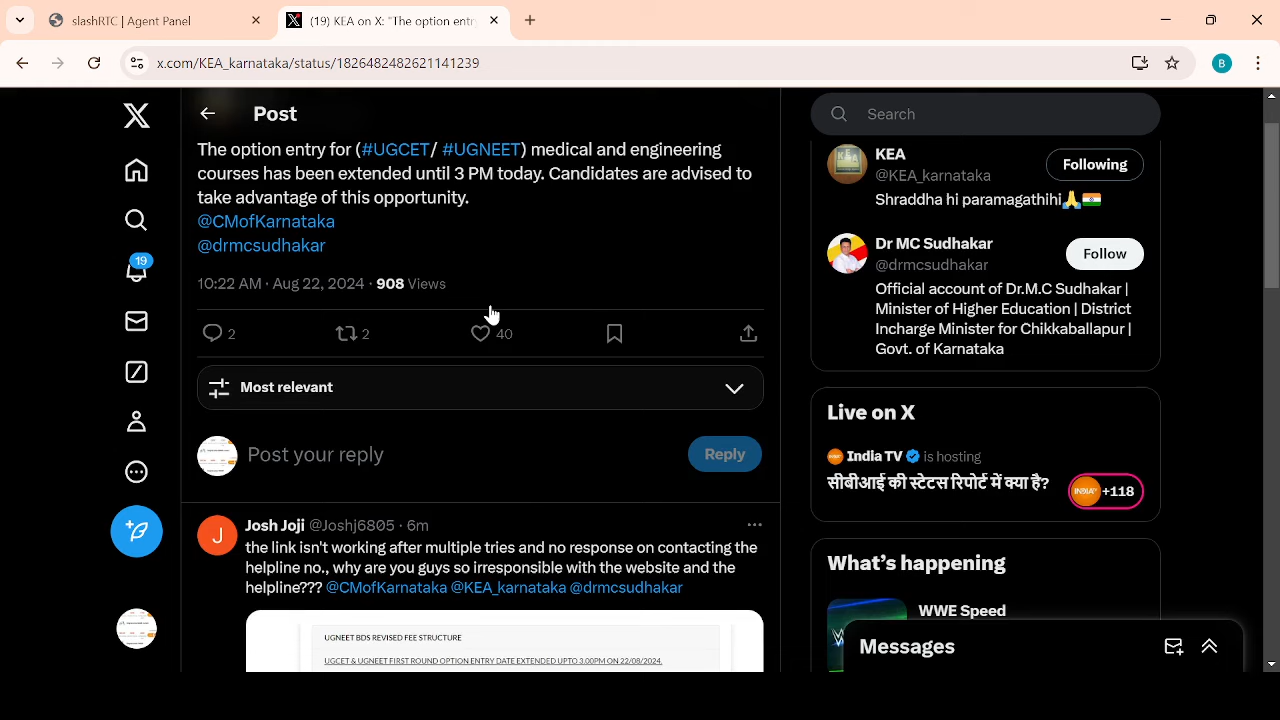 slashRTC | Agent Panel
(19) KEA on X: "The option entr
x.com/KEA_karnataka/status/1826482482621141239
B
Post
The option entry for (#UGCET/ #UGNEET) medical and engineering
courses has been extended until 3 PM today. Candidates are advised to
take advantage of this opportunity.
@CMofKarnataka
@drmcsudhakar
10:22 AM · Aug 22, 2024 · 908 Views
2
2
40
Most relevant
Post your reply
Reply
Josh Joji @Joshj6805 · 6m
the link isn't working after multiple tries and no response on contacting the
helpline no., why are you guys so irresponsible with the website and the
helpline??? @CMofKarnataka @KEA_karnataka @drmcsudhakar
UGNEET BDS REVISED FEE STRUCTURE
UGCET & UGNEET FIRST ROUND OPTION ENTRY DATE EXTENDED UPTO 3.00PM ON 22/08/2024.
19
J
Search
KEA
@KEA_karnataka
Following
Shraddha hi paramagathihi
Dr MC Sudhakar
@drmcsudhakar
Follow
Official account of Dr.M.C Sudhakar |
Minister of Higher Education | District
Incharge Minister for Chikkaballapur |
Govt. of Karnataka
Live on X
India TV is hosting
सीबीआई की स्टेटस रिपोर्ट में क्या है?
INDIA TV
+118
What's happening
WWE Speed
Messages